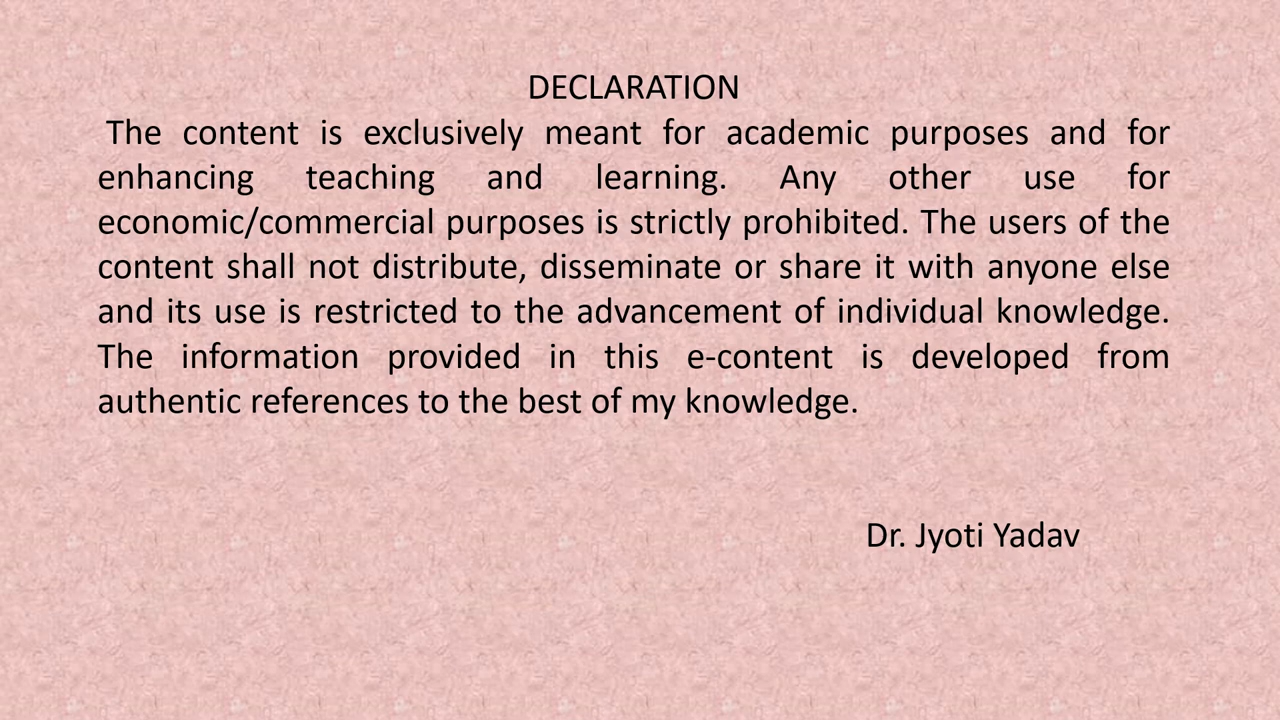 DECLARATION
The content is exclusively meant for academic purposes and for
enhancing teaching and learning. Any other use for
economic/commercial purposes is strictly prohibited. The users of the
content shall not distribute, disseminate or share it with anyone else
and its use is restricted to the advancement of individual knowledge.
The information provided in this e-content is developed from
authentic references to the best of my knowledge.
Dr. Jyoti Yadav